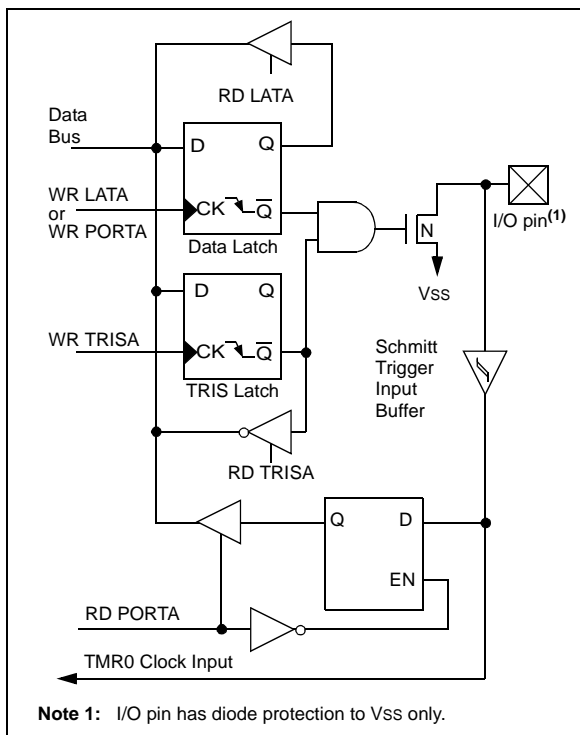 RD LATA
Data
Bus
D Q
WR LATA
or
WR PORTA
CK Q
Data Latch
N
I/O pin(1)
VSS
D Q
WR TRISA
CK Q
TRIS Latch
Schmitt
Trigger
Input
Buffer
RD TRISA
Q D
EN
RD PORTA
TMR0 Clock Input
Note 1: I/O pin has diode protection to VSS only.